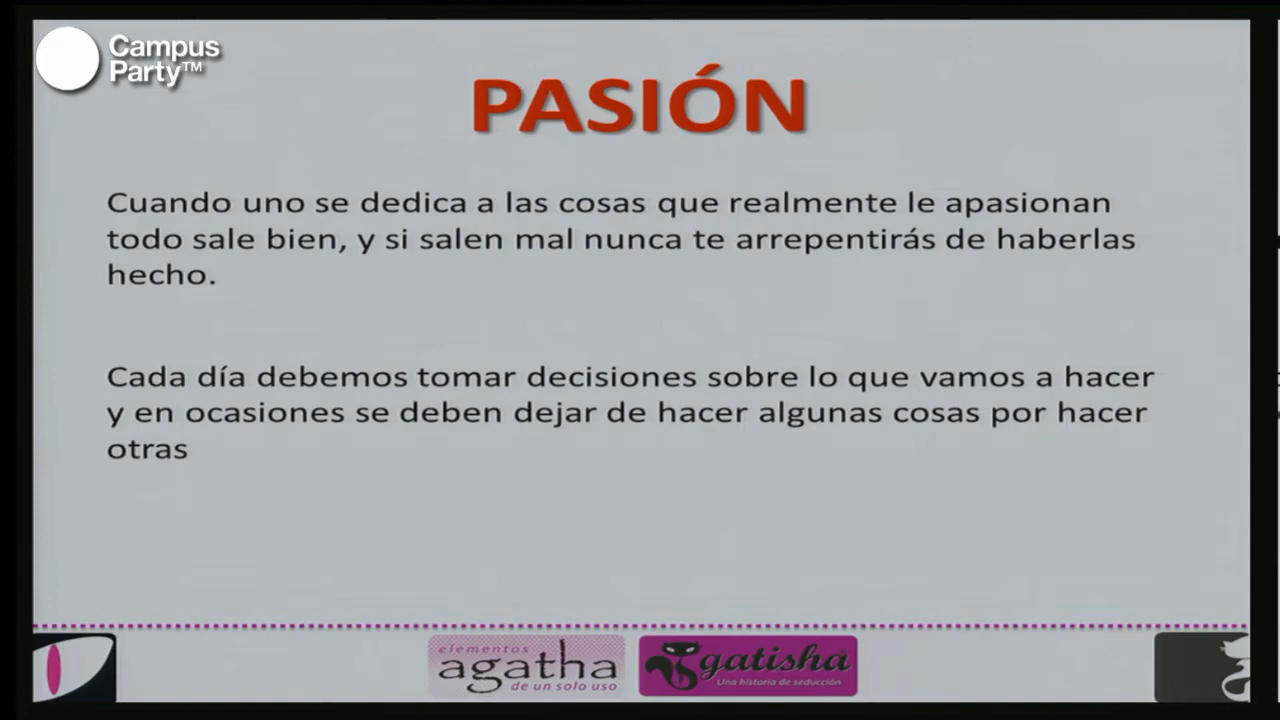 Campus
Party™
PASIÓN
Cuando uno se dedica a las cosas que realmente le apasionan
todo sale bien, y si salen mal nunca te arrepentirás de haberlas
hecho.
Cada día debemos tomar decisiones sobre lo que vamos a hacer
y en ocasiones se deben dejar de hacer algunas cosas por hacer
otras
elementos
agatha
de un solo uso
gatisha
Una historia de seducción